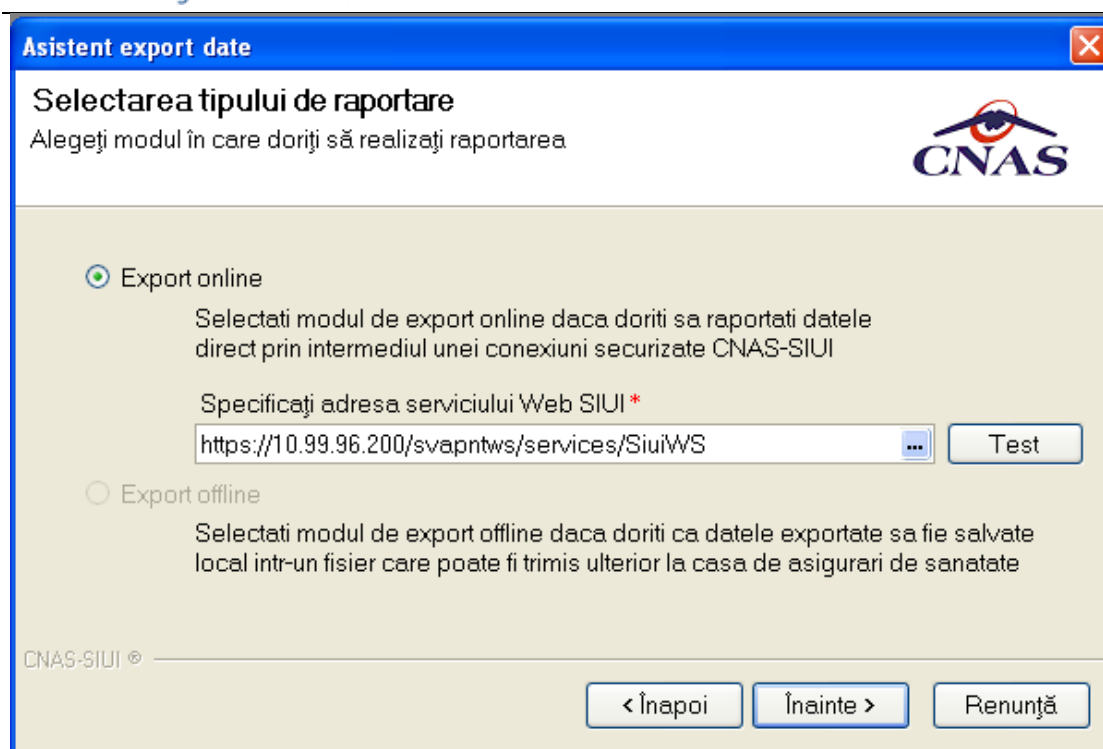 Asistent export date
Selectarea tipului de raportare
Alegeţi modul în care doriţi să realizaţi raportarea
CNAS
Export online
Selectati modul de export online daca doriti sa raportati datele
direct prin intermediul unei conexiuni securizate CNAS-SIUI
Specificaţi adresa serviciului Web SIUI *
https://10.99.96.200/svapntws/services/SiuiWS ... Test
Export offline
Selectati modul de export offline daca doriti ca datele exportate sa fie salvate
local intr-un fisier care poate fi trimis ulterior la casa de asigurari de sanatate
CNAS-SIUI ®
< Înapoi Înainte > Renunţă